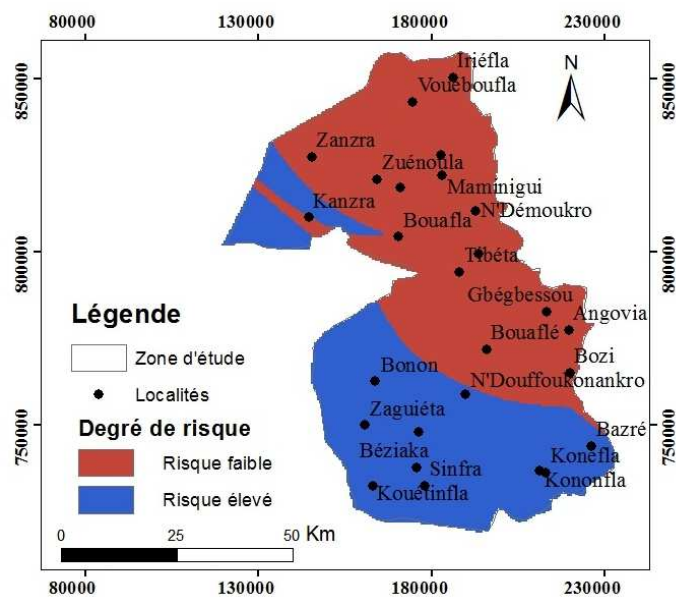 80000 130000 180000 230000
850000
850000
Iriéfla
Voueboufla
N
Zanzra
Zuénoula
Maminigui
Kanzra
N'Démoukro
Bouafla
800000
800000
Tibéta
Gbégbessou
Angovia
Légende
Bouaflé
Zone d'étude
Bozi
Bonon
N'Douffoukonankro
Localités
Zaguiéta
Bazré
750000
750000
Degré de risque
Béziaka
Konéfla
Risque faible
Sinfra
Kononfla
Risque élevé
Kouetinfla
0 25 50 Km
80000 130000 180000 230000